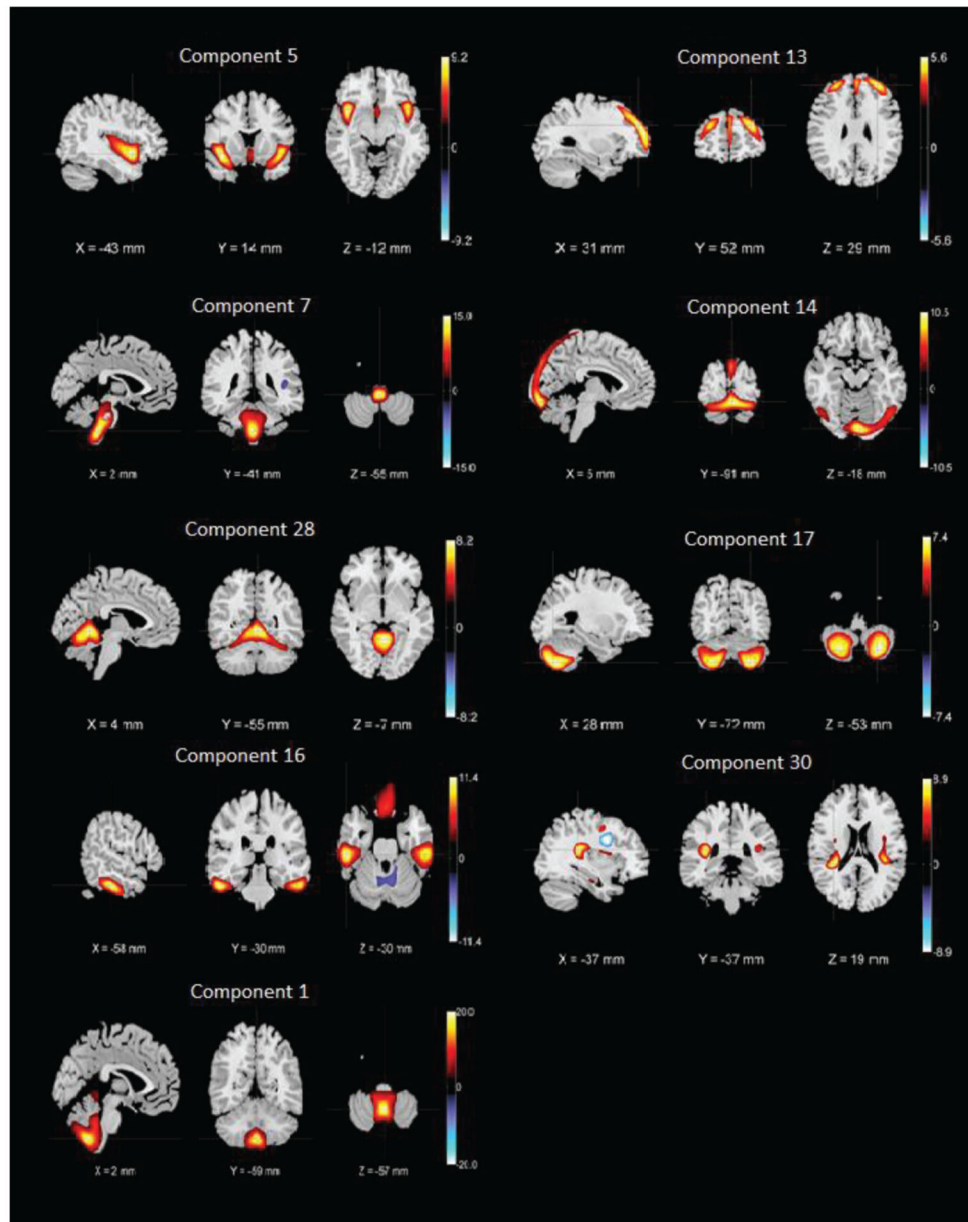 Component 5
9.2
0
-9.2
X = -43 mm Y = 14 mm Z = -12 mm
Component 13
5.6
0
-5.6
X = 31 mm Y = 52 mm Z = 29 mm
Component 7
15.0
0
-15.0
X = 2 mm Y = -41 mm Z = -55 mm
Component 14
10.5
0
-10.5
X = 5 mm Y = -91 mm Z = -18 mm
Component 28
8.2
0
-8.2
X = 4 mm Y = -55 mm Z = -7 mm
Component 17
7.4
0
-7.4
X = 28 mm Y = -72 mm Z = -53 mm
Component 16
11.4
0
-11.4
X = -58 mm Y = -30 mm Z = -30 mm
Component 30
8.9
0
-8.9
X = -37 mm Y = -37 mm Z = 19 mm
Component 1
20.0
0
-20.0
X = 2 mm Y = -59 mm Z = -57 mm